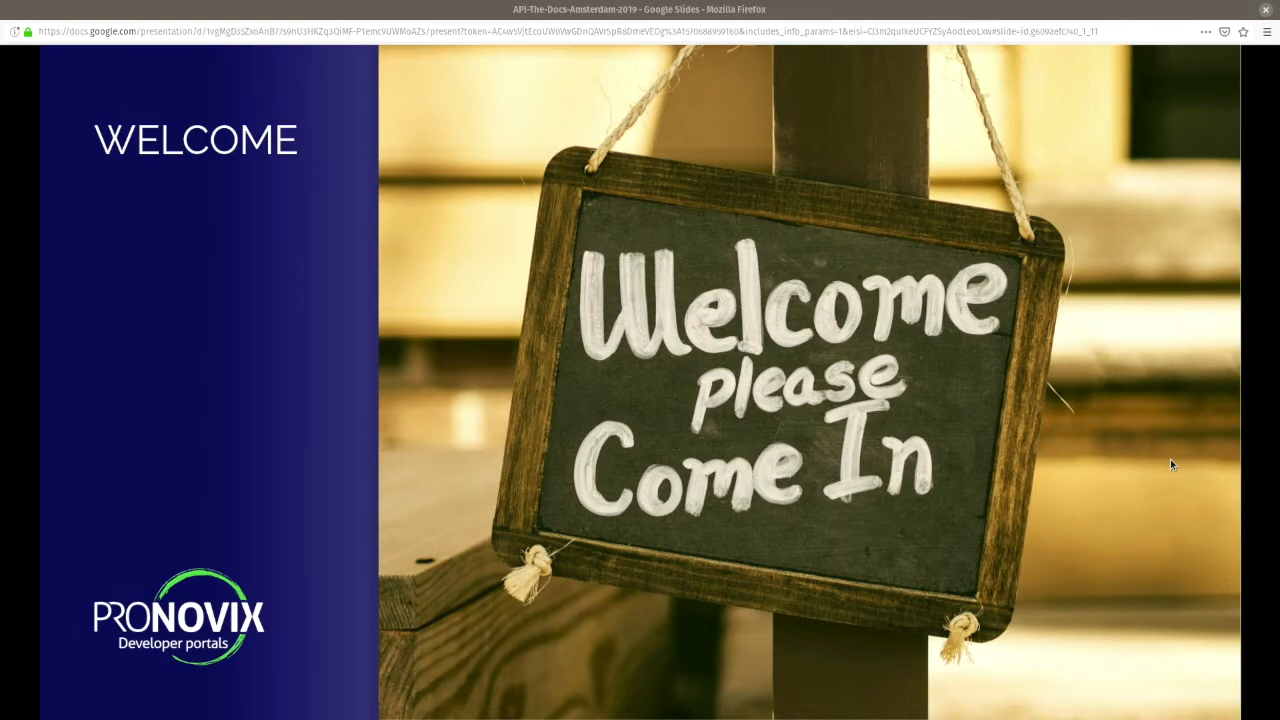 API-The-Docs-Amsterdam-2019 - Google Slides - Mozilla Firefox
WELCOME
Welcome
please
Come In
PRONOVIX
Developer portals